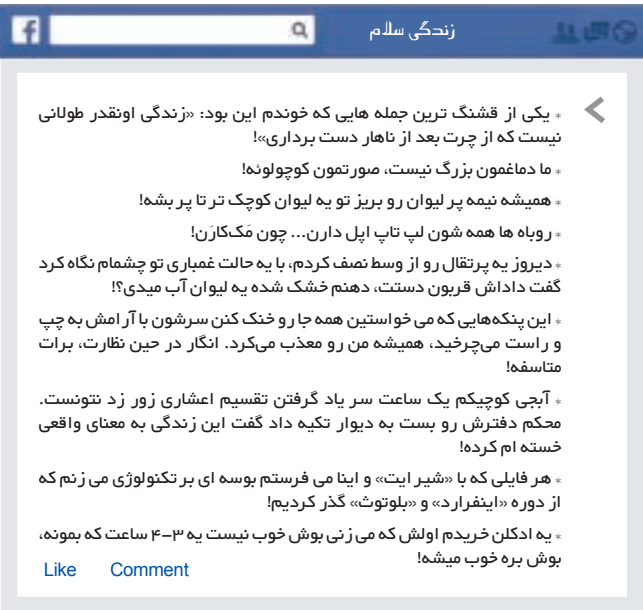 f
زندگی سلام
* یکی از قشنگ ترین جمله هایی که خوندم این بود: «زندگی اونقدر طولانی
نیست که از چرت بعد از ناهار دست برداری»!
* ما دماغمون بزرگ نیست، صورتمون کوچولوئه!
* همیشه نیمه پر لیوان رو بریز تو یه لیوان کوچک تر تا پر بشه!
* روباه ها همه شون لپ تاپ اپل دارن... چون مَک‌کارَن!
* دیروز یه پرتقال رو از وسط نصف کردم، با یه حالت غمباری تو چشمام نگاه کرد
گفت داداش قربون دستت، دهنم خشک شده یه لیوان آب میدی؟!
* این پنکه‌هایی که می خواستین همه جا رو خنک کنن سرشون با آرامش به چپ
و راست می‌چرخید، همیشه من رو معذب می‌کرد. انگار در حین نظارت، برات
متاسفه!
* آبجی کوچیکم یک ساعت سر یاد گرفتن تقسیم اعشاری زور زد نتونست.
محکم دفترش رو بست به دیوار تکیه داد گفت این زندگی به معنای واقعی
خسته ام کرده!
* هر فایلی که با «شیر ایت» و اینا می فرستم بوسه ای بر تکنولوژی می زنم که
از دوره «اینفرارد» و «بلوتوث» گذر کردیم!
* یه ادکلن خریدم اولش که می زنی بوش خوب نیست یه ۳-۴ ساعت که بمونه،
بوش بره خوب میشه!
Like Comment